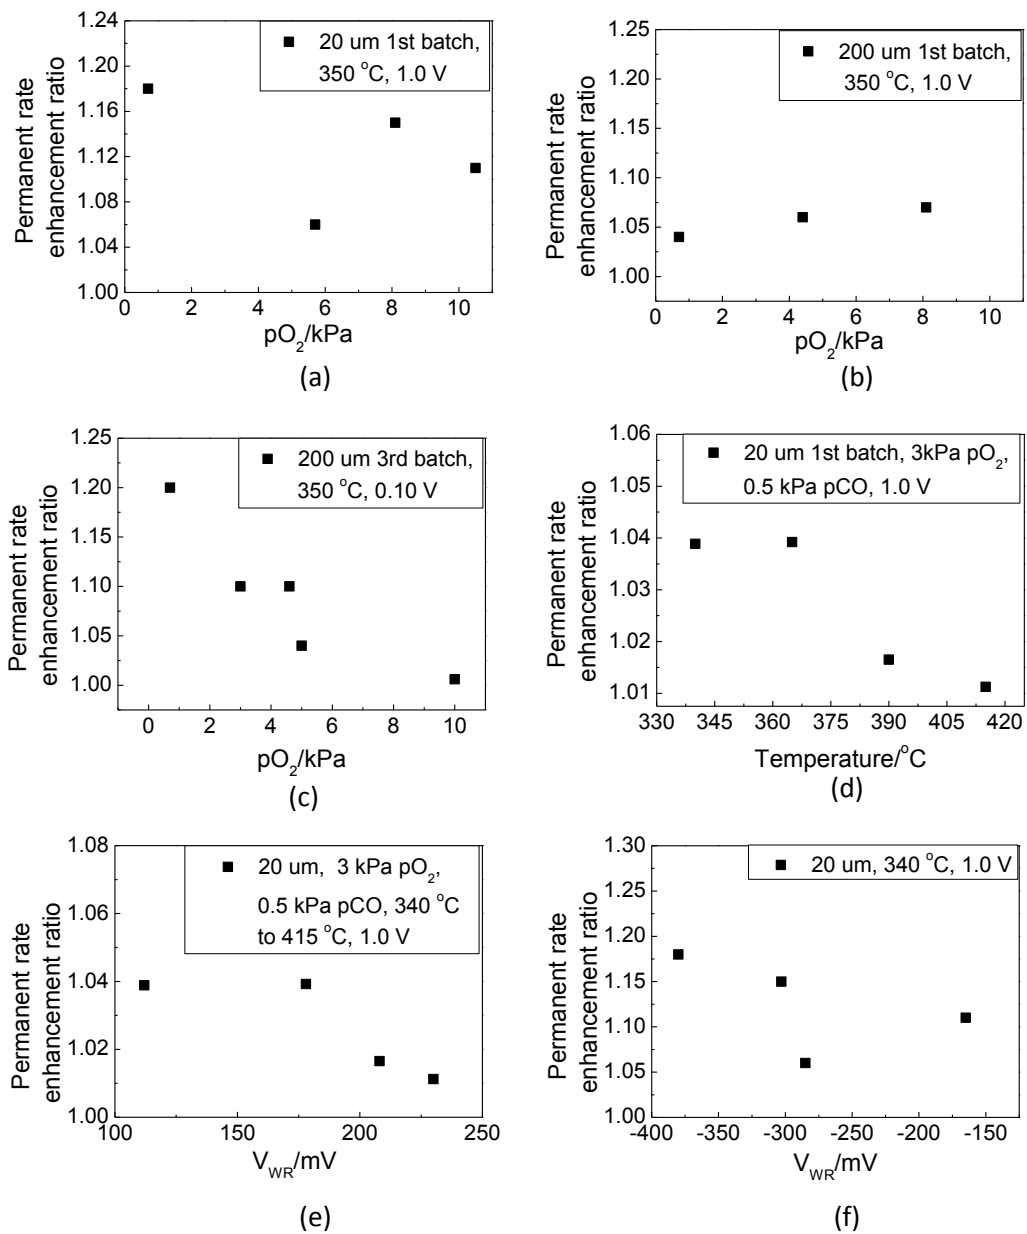 Permanent rate
enhancement ratio
1.24
1.20
1.16
1.12
1.08
1.04
1.00
20 um 1st batch,
350 °C, 1.0 V
0 2 4 6 8 10
pO₂/kPa
(a)
Permanent rate
enhancement ratio
1.25
1.20
1.15
1.10
1.05
1.00
200 um 1st batch,
350 °C, 1.0 V
0 2 4 6 8 10
pO₂/kPa
(b)
Permanent rate
enhancement ratio
1.25
1.20
1.15
1.10
1.05
1.00
200 um 3rd batch,
350 °C, 0.10 V
0 2 4 6 8 10
pO₂/kPa
(c)
Permanent rate
enhancement ratio
1.06
1.05
1.04
1.03
1.02
1.01
20 um 1st batch, 3kPa pO₂,
0.5 kPa pCO, 1.0 V
330 345 360 375 390 405 420
Temperature/°C
(d)
Permanent rate
enhancement ratio
1.08
1.06
1.04
1.02
1.00
20 um, 3 kPa pO₂,
0.5 kPa pCO, 340 °C
to 415 °C, 1.0 V
100 150 200 250
V_WR/mV
(e)
Permanent rate
enhancement ratio
1.30
1.25
1.20
1.15
1.10
1.05
1.00
20 um, 340 °C, 1.0 V
-400 -350 -300 -250 -200 -150
V_WR/mV
(f)